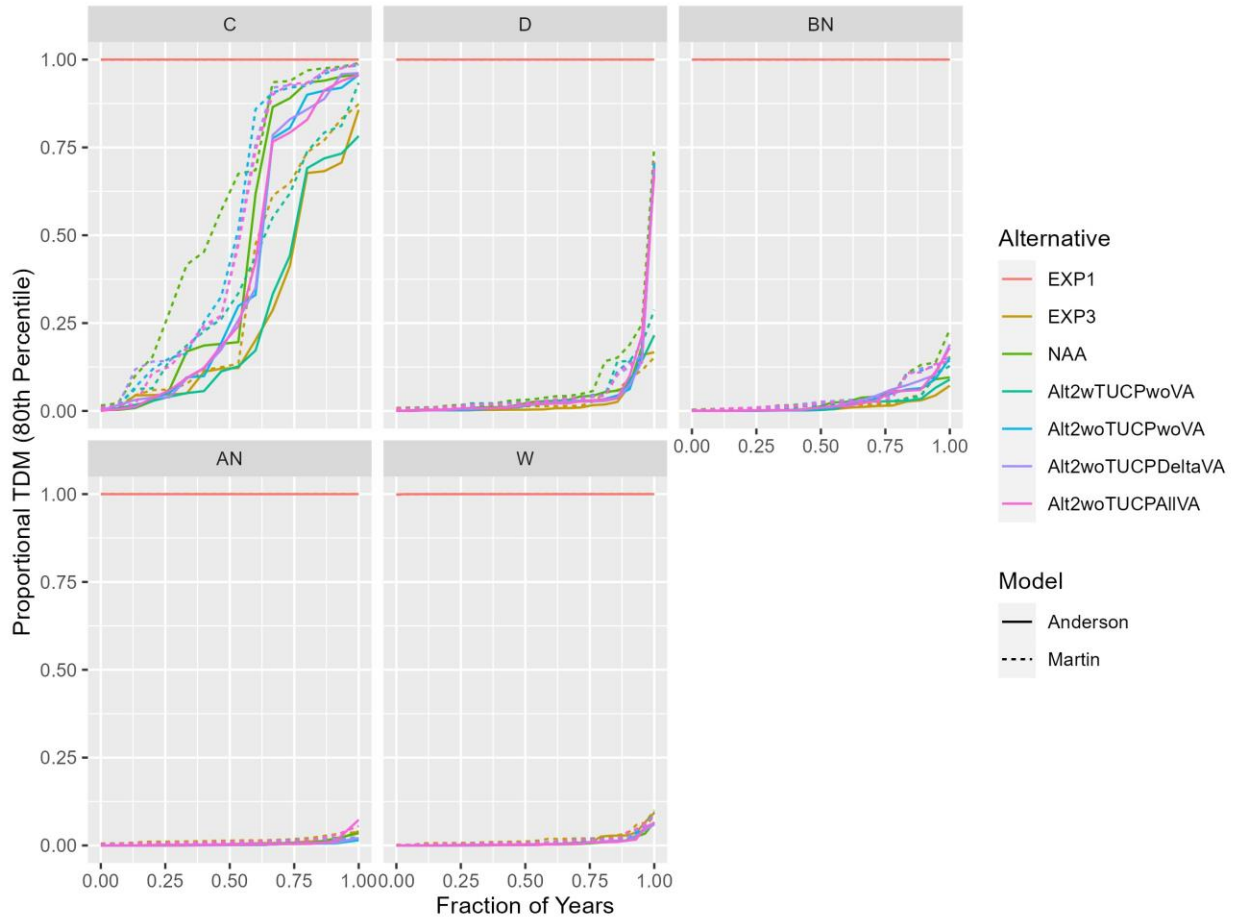 C
D
BN
1.00
0.75
0.50
0.25
0.00
0.00 0.25 0.50 0.75 1.00
AN
W
1.00
0.75
0.50
0.25
0.00
0.00 0.25 0.50 0.75 1.00
0.00 0.25 0.50 0.75 1.00
Proportional TDM (80th Percentile)
Fraction of Years
Alternative
EXP1
EXP3
NAA
Alt2wTUCPwoVA
Alt2woTUCPwoVA
Alt2woTUCPDeltaVA
Alt2woTUCPAllVA
Model
Anderson
Martin